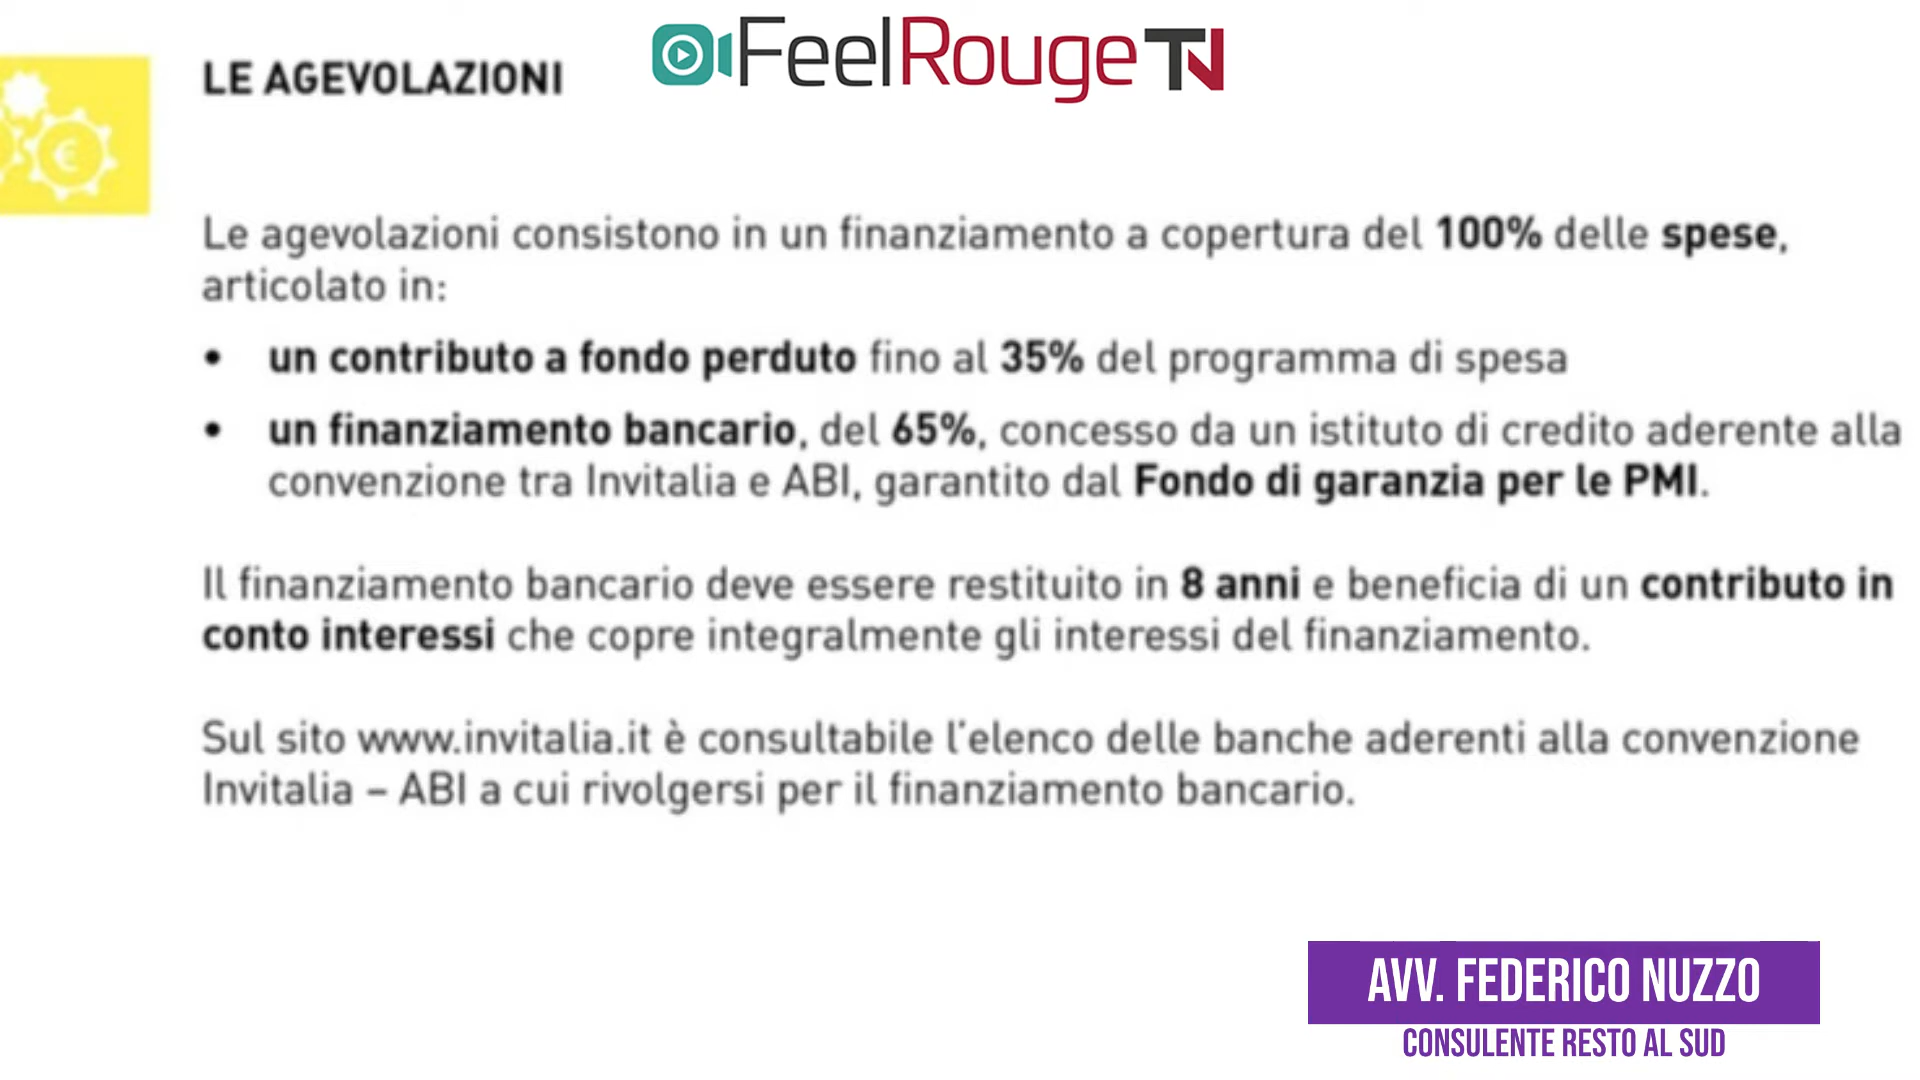 LE AGEVOLAZIONI
FeelRouge TV
Le agevolazioni consistono in un finanziamento a copertura del 100% delle spese,
articolato in:
• un contributo a fondo perduto fino al 35% del programma di spesa
• un finanziamento bancario, del 65%, concesso da un istituto di credito aderente alla
convenzione tra Invitalia e ABI, garantito dal Fondo di garanzia per le PMI.
Il finanziamento bancario deve essere restituito in 8 anni e beneficia di un contributo in
conto interessi che copre integralmente gli interessi del finanziamento.
Sul sito www.invitalia.it è consultabile l'elenco delle banche aderenti alla convenzione
Invitalia – ABI a cui rivolgersi per il finanziamento bancario.
AVV. FEDERICO NUZZO
CONSULENTE RESTO AL SUD